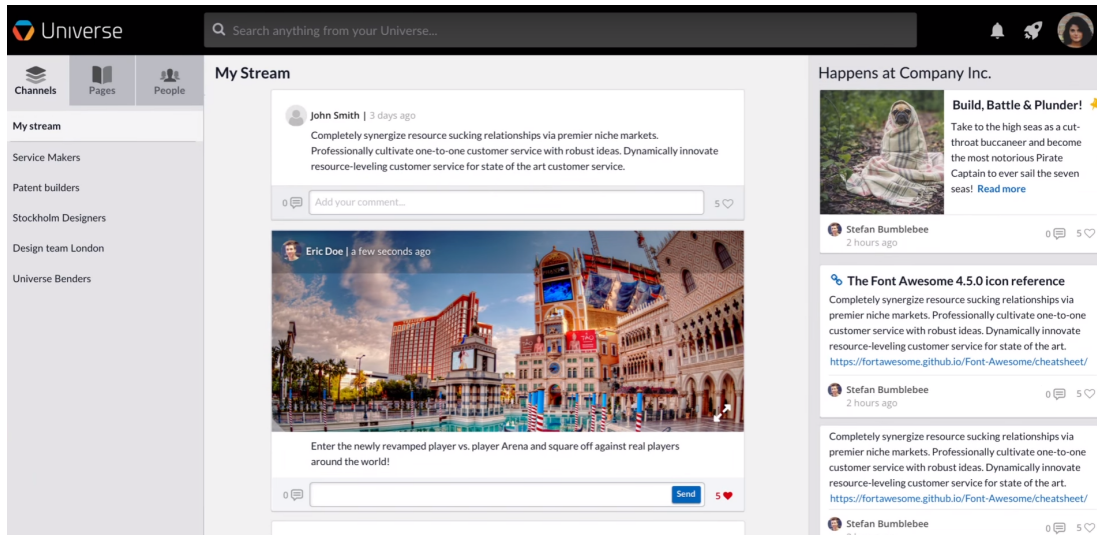 Universe
Search anything from your Universe...
Channels
Pages
People
My stream
Service Makers
Patent builders
Stockholm Designers
Design team London
Universe Benders
My Stream
John Smith | 3 days ago
Completely synergize resource sucking relationships via premier niche markets.
Professionally cultivate one-to-one customer service with robust ideas. Dynamically innovate
resource-leveling customer service for state of the art customer service.
0
Add your comment...
5
Eric Doe | a few seconds ago
TAO
Enter the newly revamped player vs. player Arena and square off against real players
around the world!
0
Send
5
Happens at Company Inc.
Build, Battle & Plunder!
Take to the high seas as a cut-
throat buccaneer and become
the most notorious Pirate
Captain to ever sail the seven
seas! Read more
Stefan Bumblebee
2 hours ago
0
5
The Font Awesome 4.5.0 icon reference
Completely synergize resource sucking relationships via
premier niche markets. Professionally cultivate one-to-one
customer service with robust ideas. Dynamically innovate
resource-leveling customer service for state of the art.
https://fortawesome.github.io/Font-Awesome/cheatsheet/
Stefan Bumblebee
2 hours ago
0
5
Completely synergize resource sucking relationships via
premier niche markets. Professionally cultivate one-to-one
customer service with robust ideas. Dynamically innovate
resource-leveling customer service for state of the art.
https://fortawesome.github.io/Font-Awesome/cheatsheet/
Stefan Bumblebee
0
5